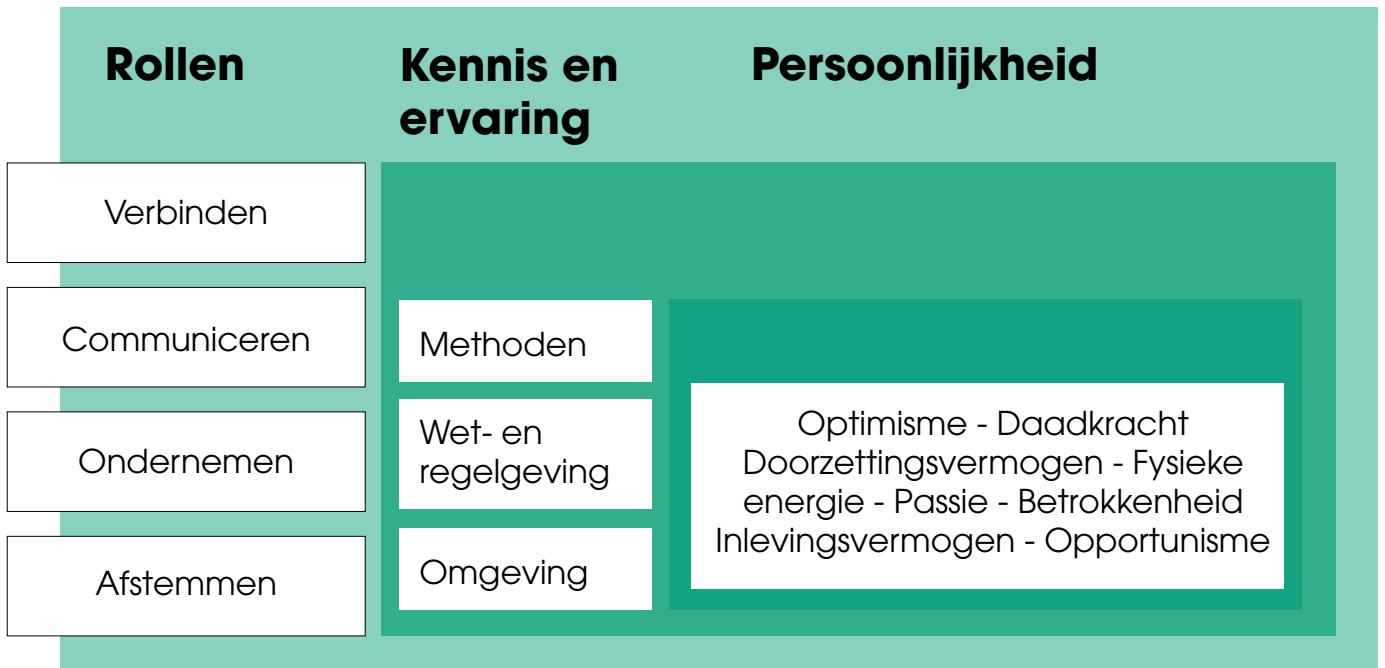 Rollen
Kennis en
ervaring
Persoonlijkheid
Verbinden
Communiceren
Ondernemen
Afstemmen
Methoden
Wet- en
regelgeving
Omgeving
Optimisme - Daadkracht
Doorzettingsvermogen - Fysieke
energie - Passie - Betrokkenheid
Inlevingsvermogen - Opportunisme